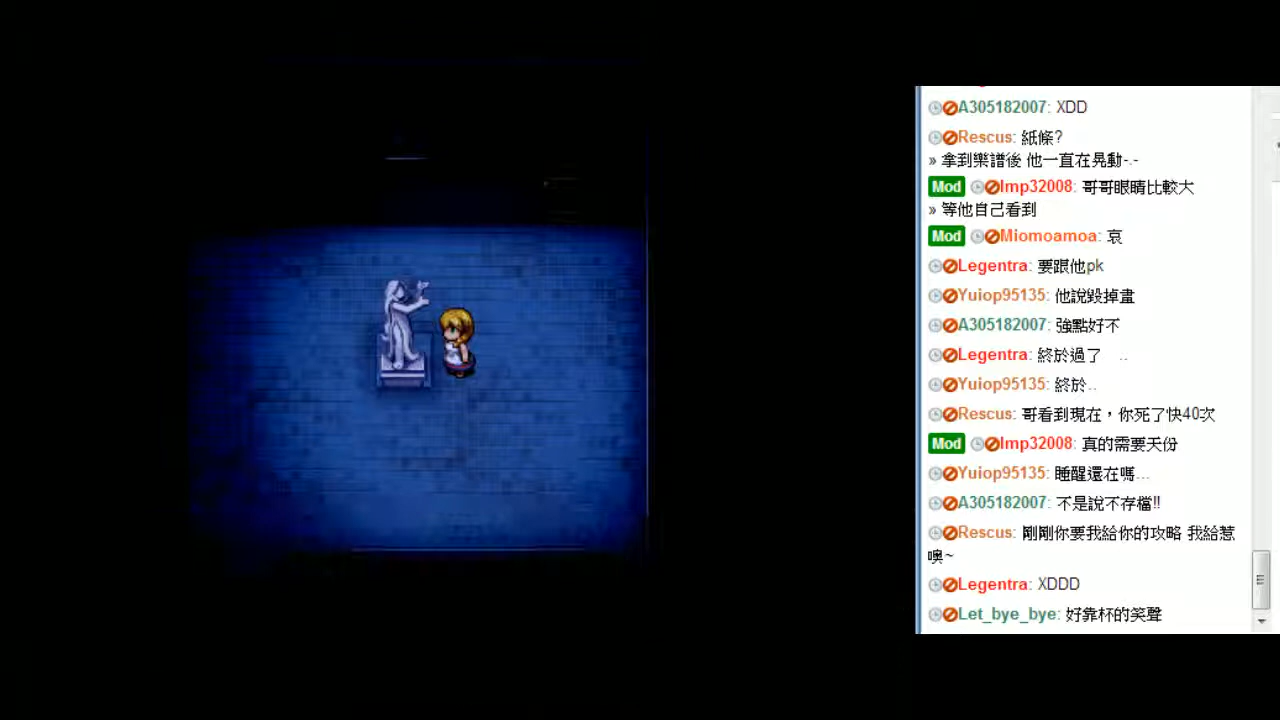 A305182007: XDD
Rescus: 紙條?
» 拿到樂譜後 他一直在晃動-.-
Mod Imp32008: 哥哥眼睛比較大
» 等他自己看到
Mod Miomoamoa: 哀
Legentra: 要跟他pk
Yuiop95135: 他說毀掉畫
A305182007: 強點好不
Legentra: 終於過了 ..
Yuiop95135: 終於..
Rescus: 哥看到現在，你死了快40次
Mod Imp32008: 真的需要天份
Yuiop95135: 睡醒還在嗎...
A305182007: 不是說不存檔!!
Rescus: 剛剛你要我給你的攻略 我給惹
噢~
Legentra: XDDD
Let_bye_bye: 好靠杯的笑聲